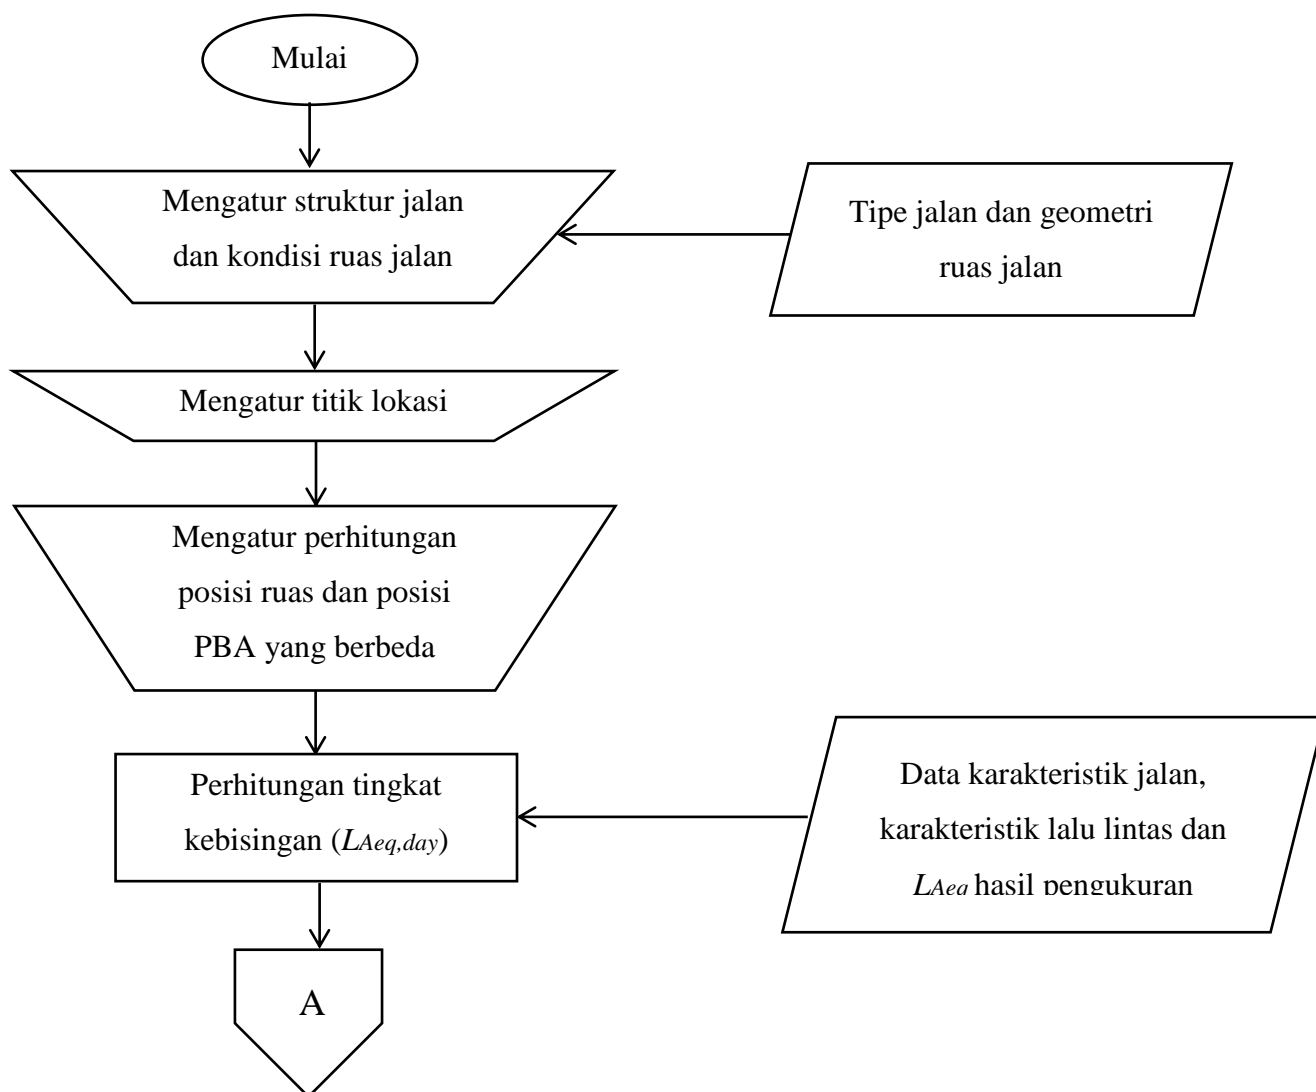 Mulai
Mengatur struktur jalan
dan kondisi ruas jalan
Tipe jalan dan geometri
ruas jalan
Mengatur titik lokasi
Mengatur perhitungan
posisi ruas dan posisi
PBA yang berbeda
Perhitungan tingkat
kebisingan (LAeq,day)
Data karakteristik jalan,
karakteristik lalu lintas dan
LAeq hasil pengukuran
A